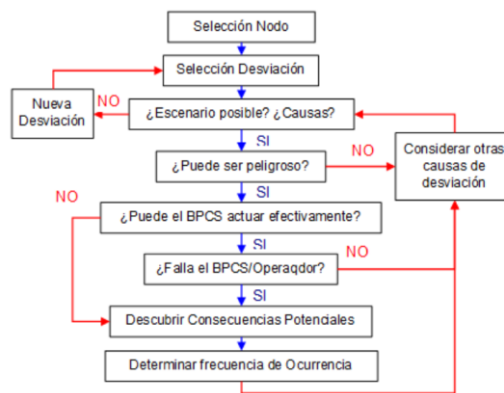 Selección Nodo
Selección Desviación
Nueva
Desviación
NO
¿Escenario posible? ¿Causas?
SI
Considerar otras
causas de
desviación
¿Puede ser peligroso?
NO
SI
NO
¿Puede el BPCS actuar efectivamente?
SI
¿Falla el BPCS/Operaqdor?
NO
SI
Descubrir Consecuencias Potenciales
Determinar frecuencia de Ocurrencia